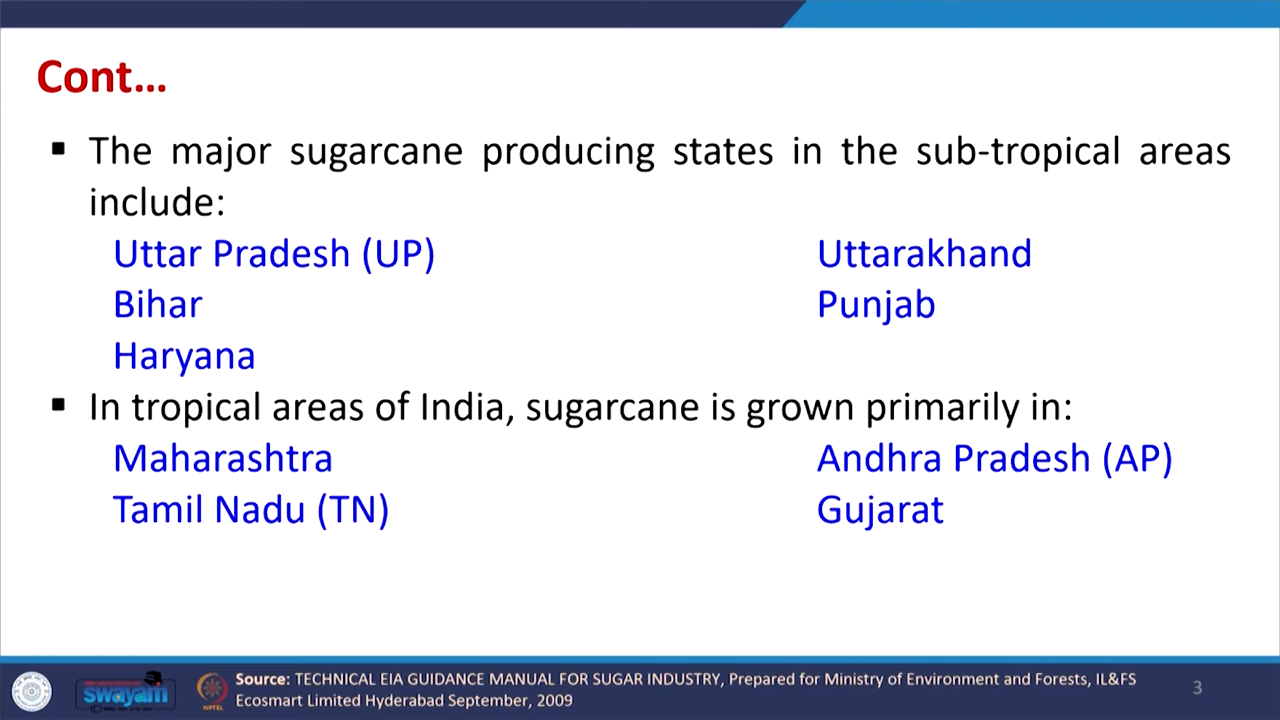 Cont...
▪ The major sugarcane producing states in the sub-tropical areas
include:
Uttar Pradesh (UP) Uttarakhand
Bihar Punjab
Haryana
▪ In tropical areas of India, sugarcane is grown primarily in:
Maharashtra Andhra Pradesh (AP)
Tamil Nadu (TN) Gujarat
swayam
NPTEL
Source: TECHNICAL EIA GUIDANCE MANUAL FOR SUGAR INDUSTRY, Prepared for Ministry of Environment and Forests, IL&FS
Ecosmart Limited Hyderabad September, 2009
3